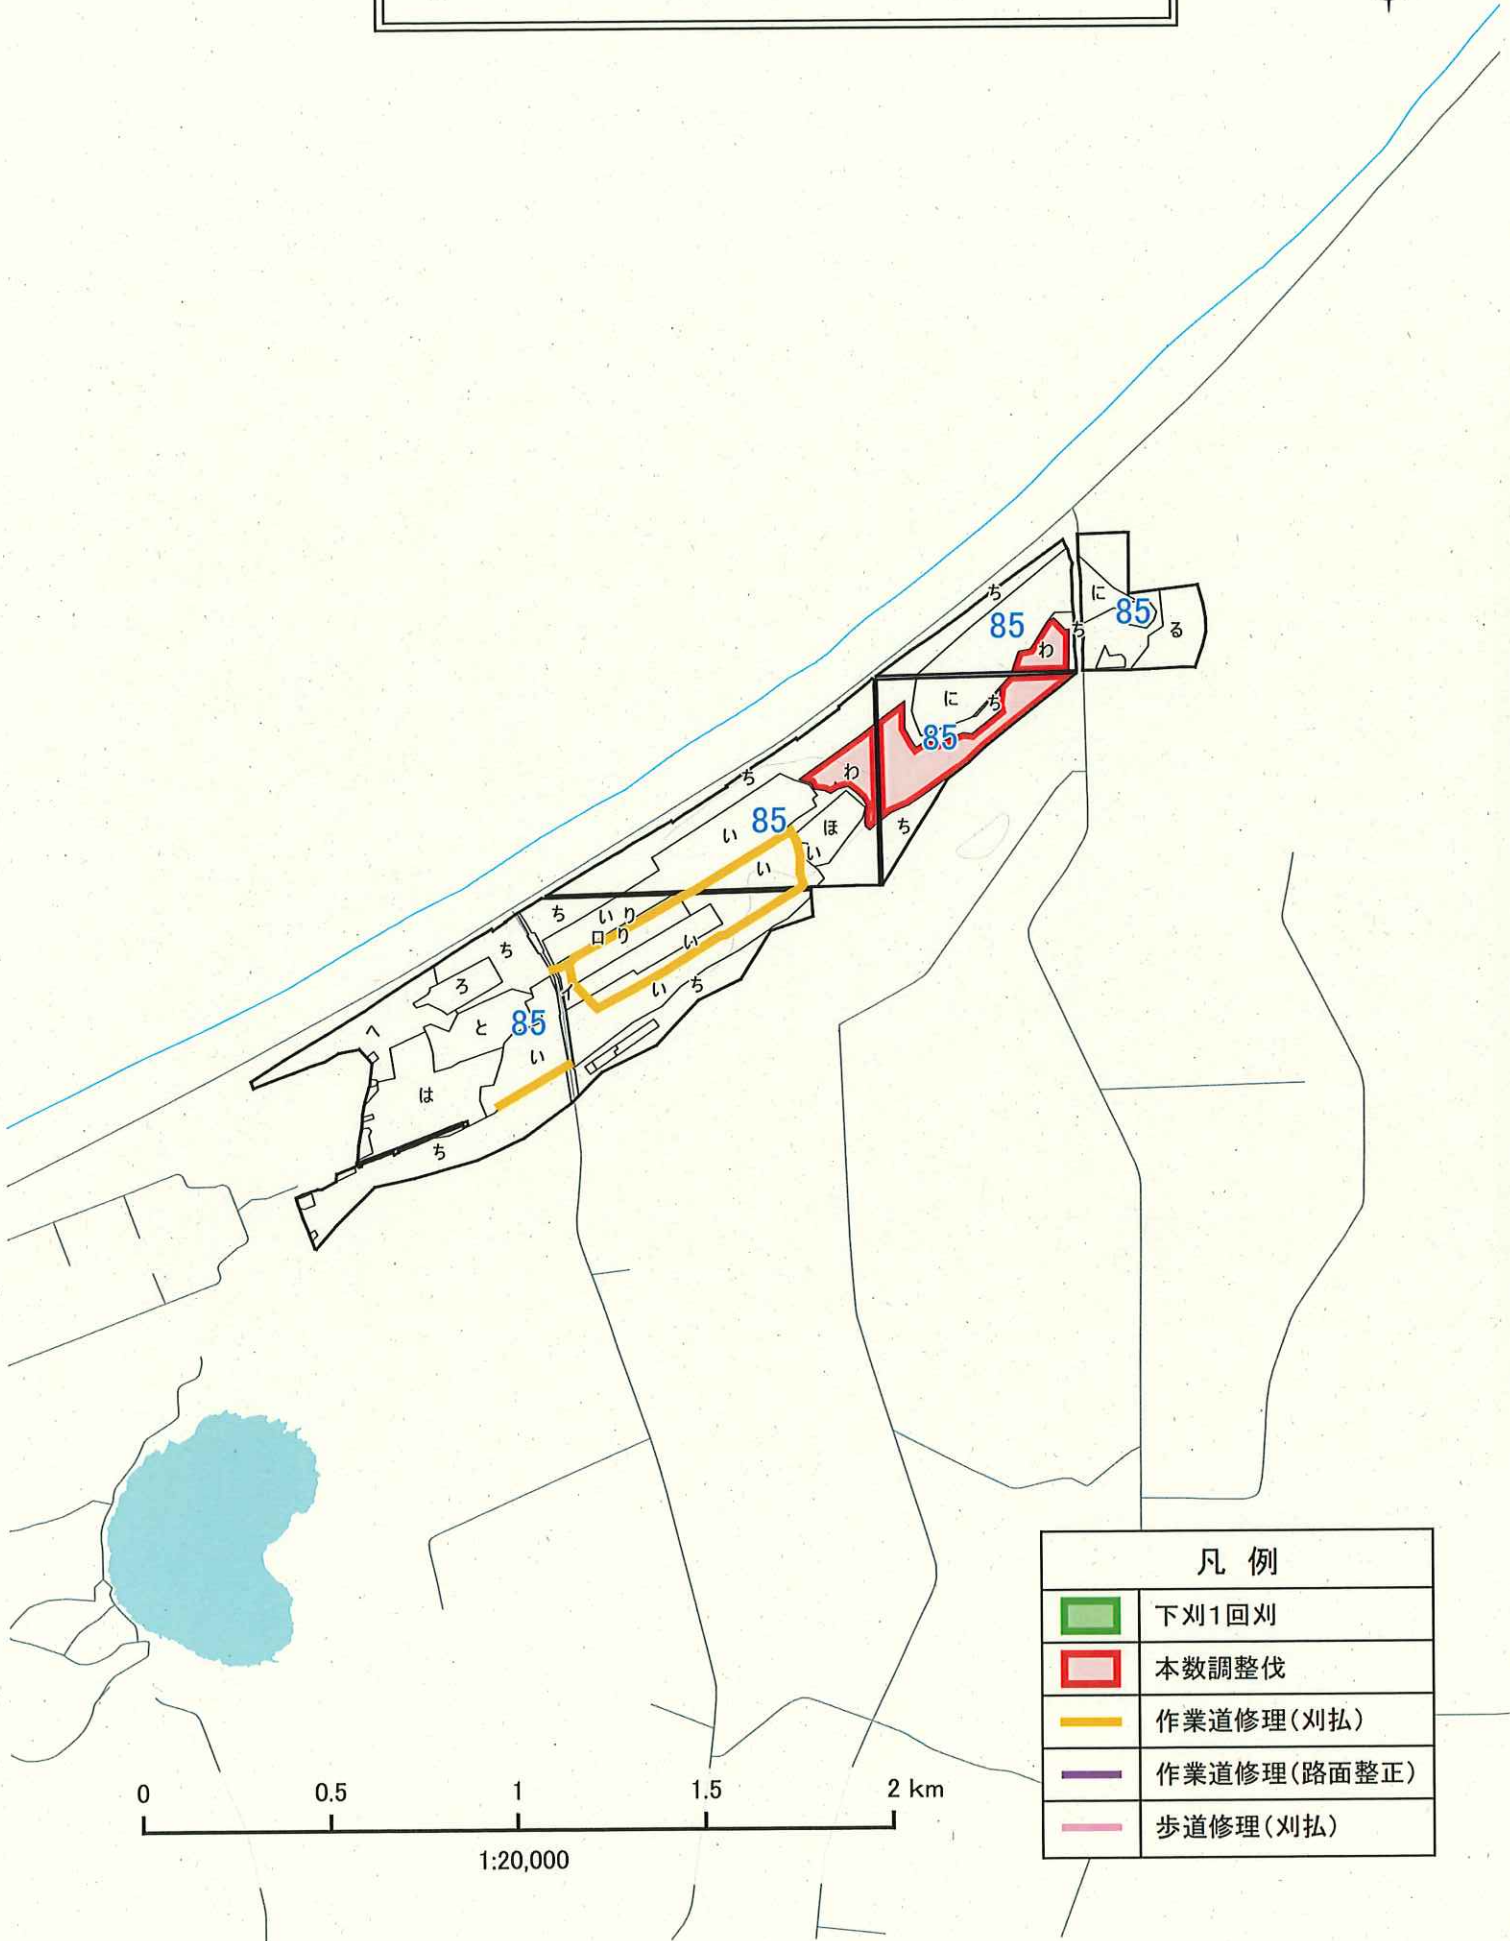 ち
に
85
85
る
ち
わ
に
ち
85
わ
ち
85
い
ほ
い
い
ち
いり
ロり
ち
い
ろ
イ
い
ち
へ
と
85
い
は
ち
ち
凡例
下刈1回刈
本数調整伐
作業道修理(刈払)
作業道修理(路面整正)
歩道修理(刈払)
0 0.5 1 1.5 2 km
1:20,000